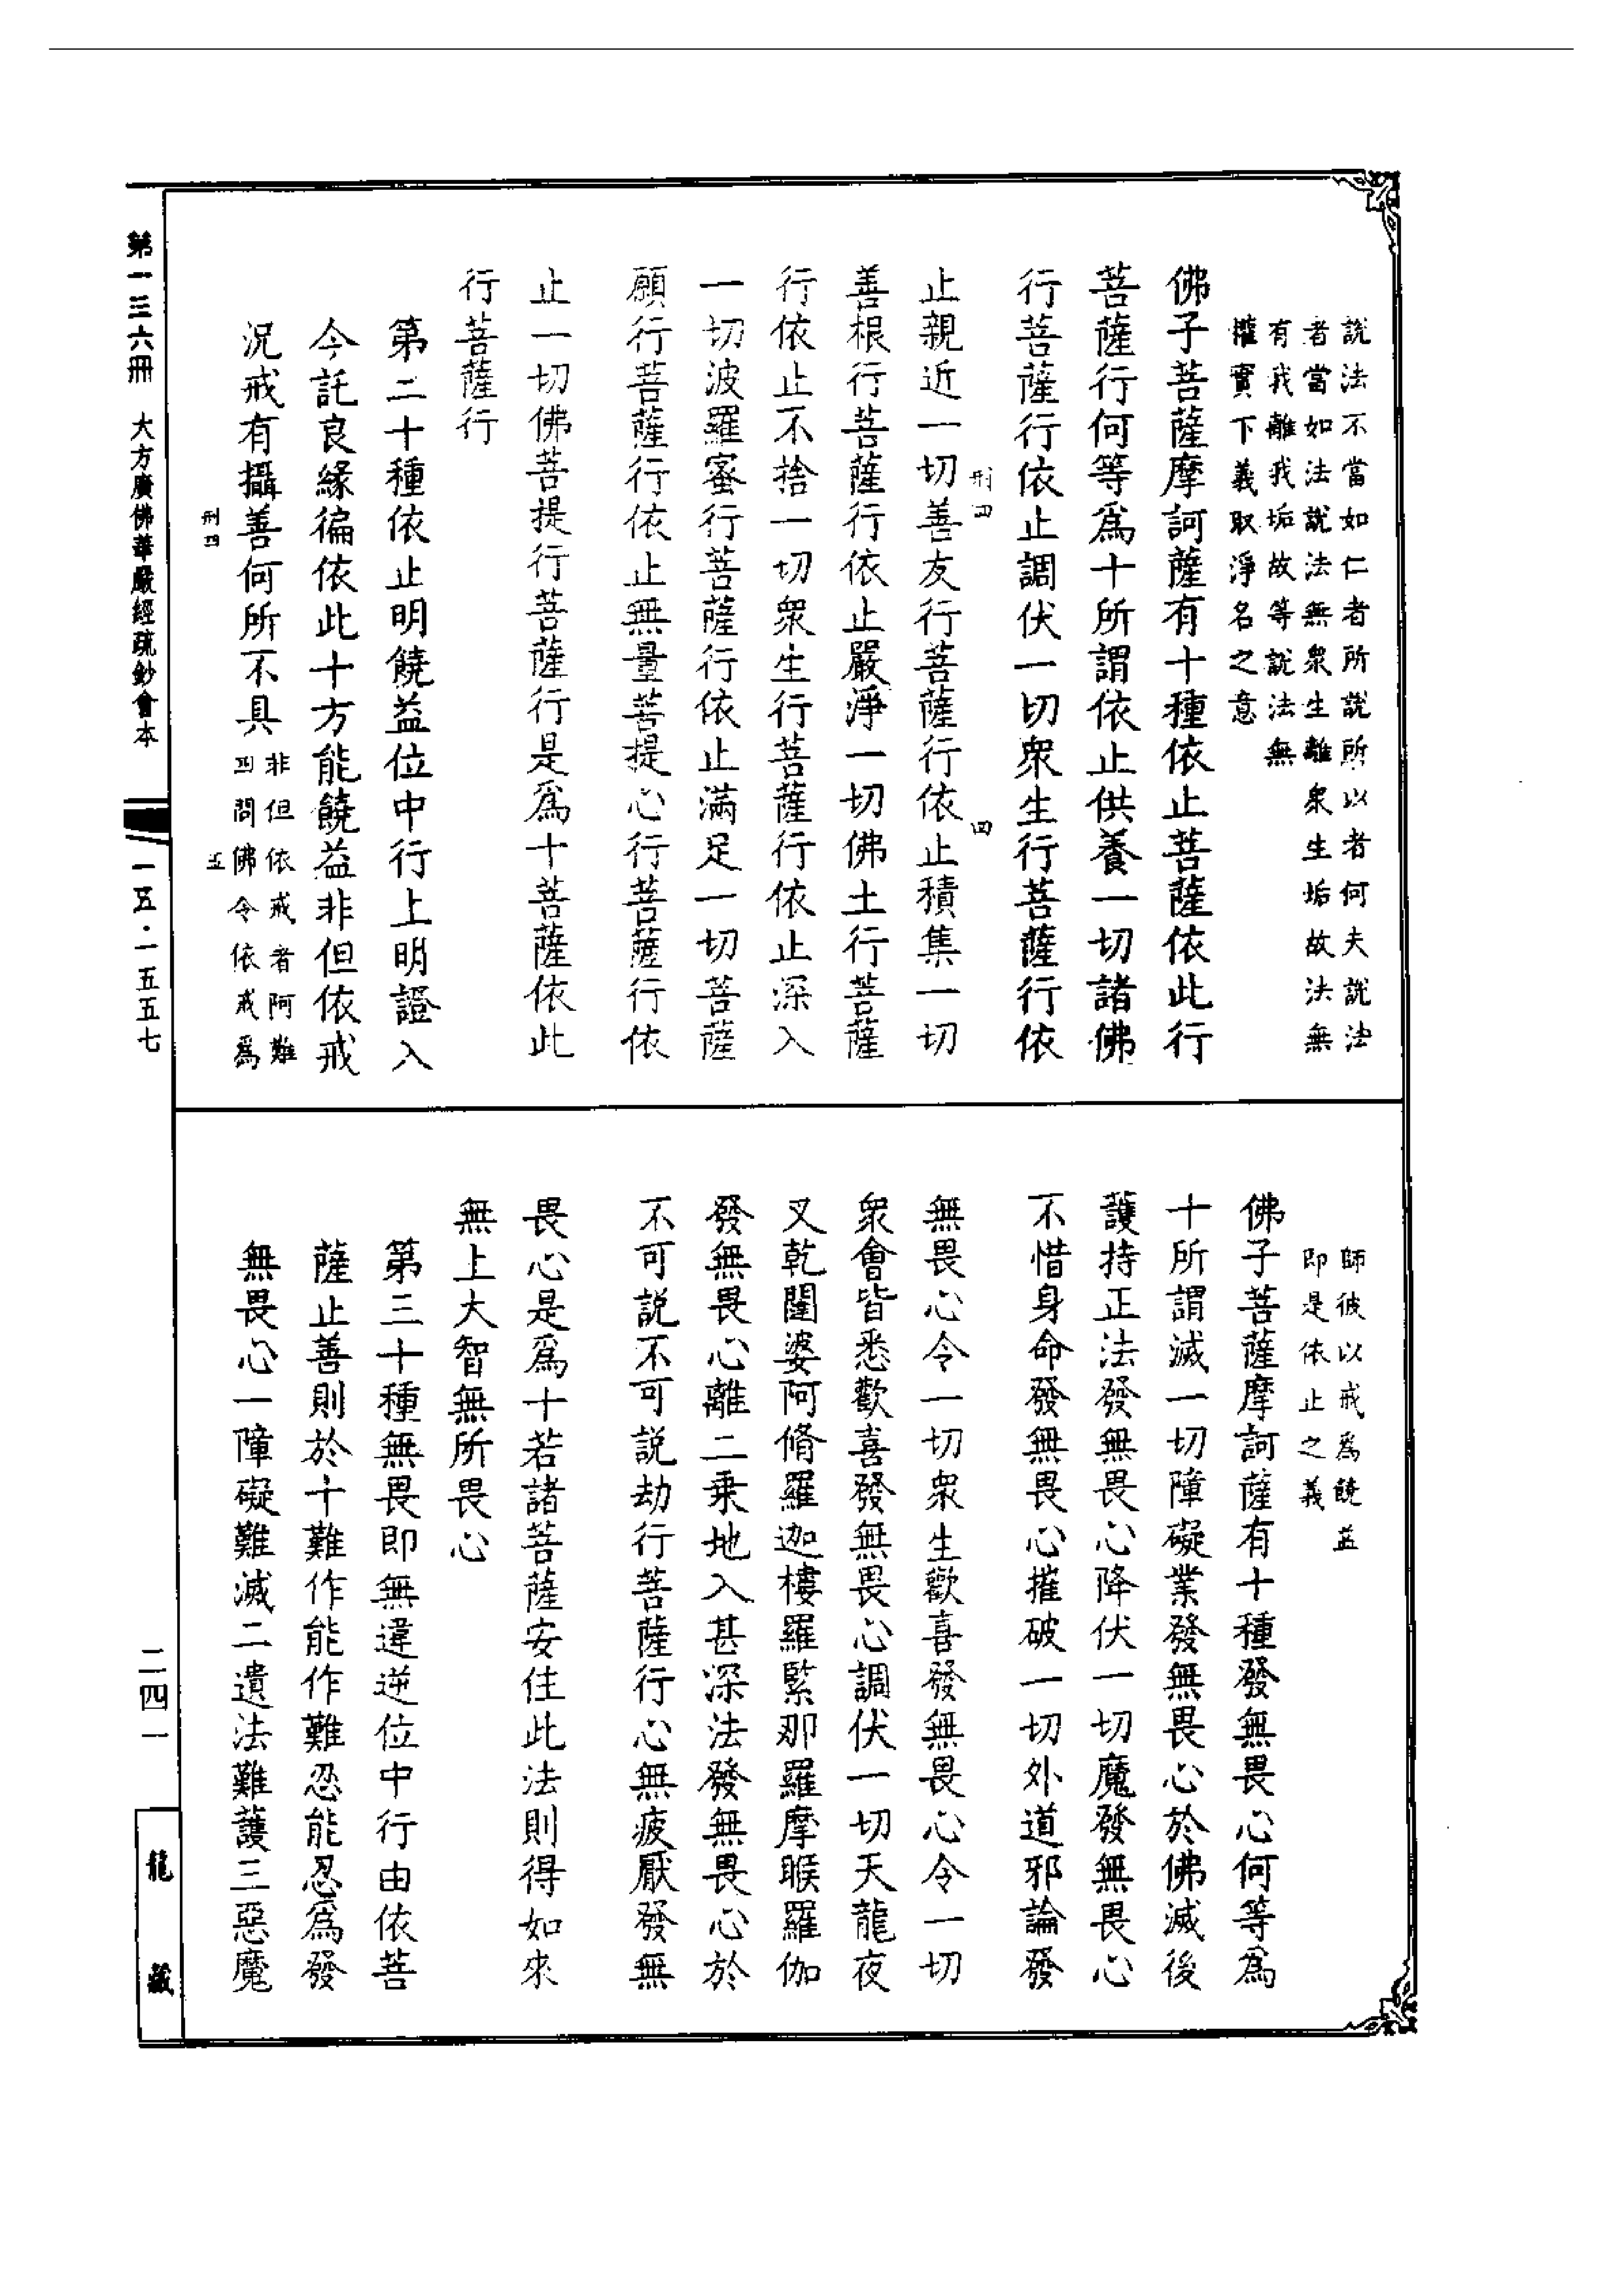 說法不當如仁者所說所以者何夫說法
者當如法說法無眾生離眾生垢故法無
有我離我垢故等說法無
權實下義取淨名之意
佛子菩薩摩訶薩有十種依止菩薩依此行
菩薩行何等為十所謂依止供養一切諸佛
行菩薩行依止調伏一切眾生行菩薩行依
刑四 四
止親近一切善友行菩薩行依止積集一切
善根行菩薩行依止嚴淨一切佛土行菩薩
行依止不捨一切眾生行菩薩行依止深入
一切波羅蜜行菩薩行依止滿足一切菩薩
願行菩薩行依止無量菩提心行菩薩行依
止一切佛菩提行菩薩行是為十菩薩依此
行菩薩行
第二十種依止明饒益位中行上明證入
今託良緣徧依此十方能饒益非但依戒
況戒有攝善何所不具
非但依戒者阿難
四問佛令依戒為
刑四 五
師彼以戒為饒益
即是依止之義
佛子菩薩摩訶薩有十種發無畏心何等為
十所謂滅一切障礙業發無畏心於佛滅後
護持正法發無畏心降伏一切魔發無畏心
不惜身命發無畏心摧破一切外道邪論發
無畏心令一切眾生歡喜發無畏心令一切
眾會皆悉歡喜發無畏心調伏一切天龍夜
叉乾闥婆阿脩羅迦樓羅緊那羅摩睺羅伽
發無畏心離二乘地入甚深法發無畏心於
不可說不可說劫行菩薩行心無疲厭發無
畏心是為十若諸菩薩安住此法則得如來
無上大智無所畏心
第三十種無畏即無違逆位中行由依菩
薩止善則於十難作能作難忍能忍為發
無畏心一障礙難滅二遺法難護三惡魔
第一三六冊 大方廣佛華嚴經疏鈔會本
一五·一五五七
二四一
龍藏